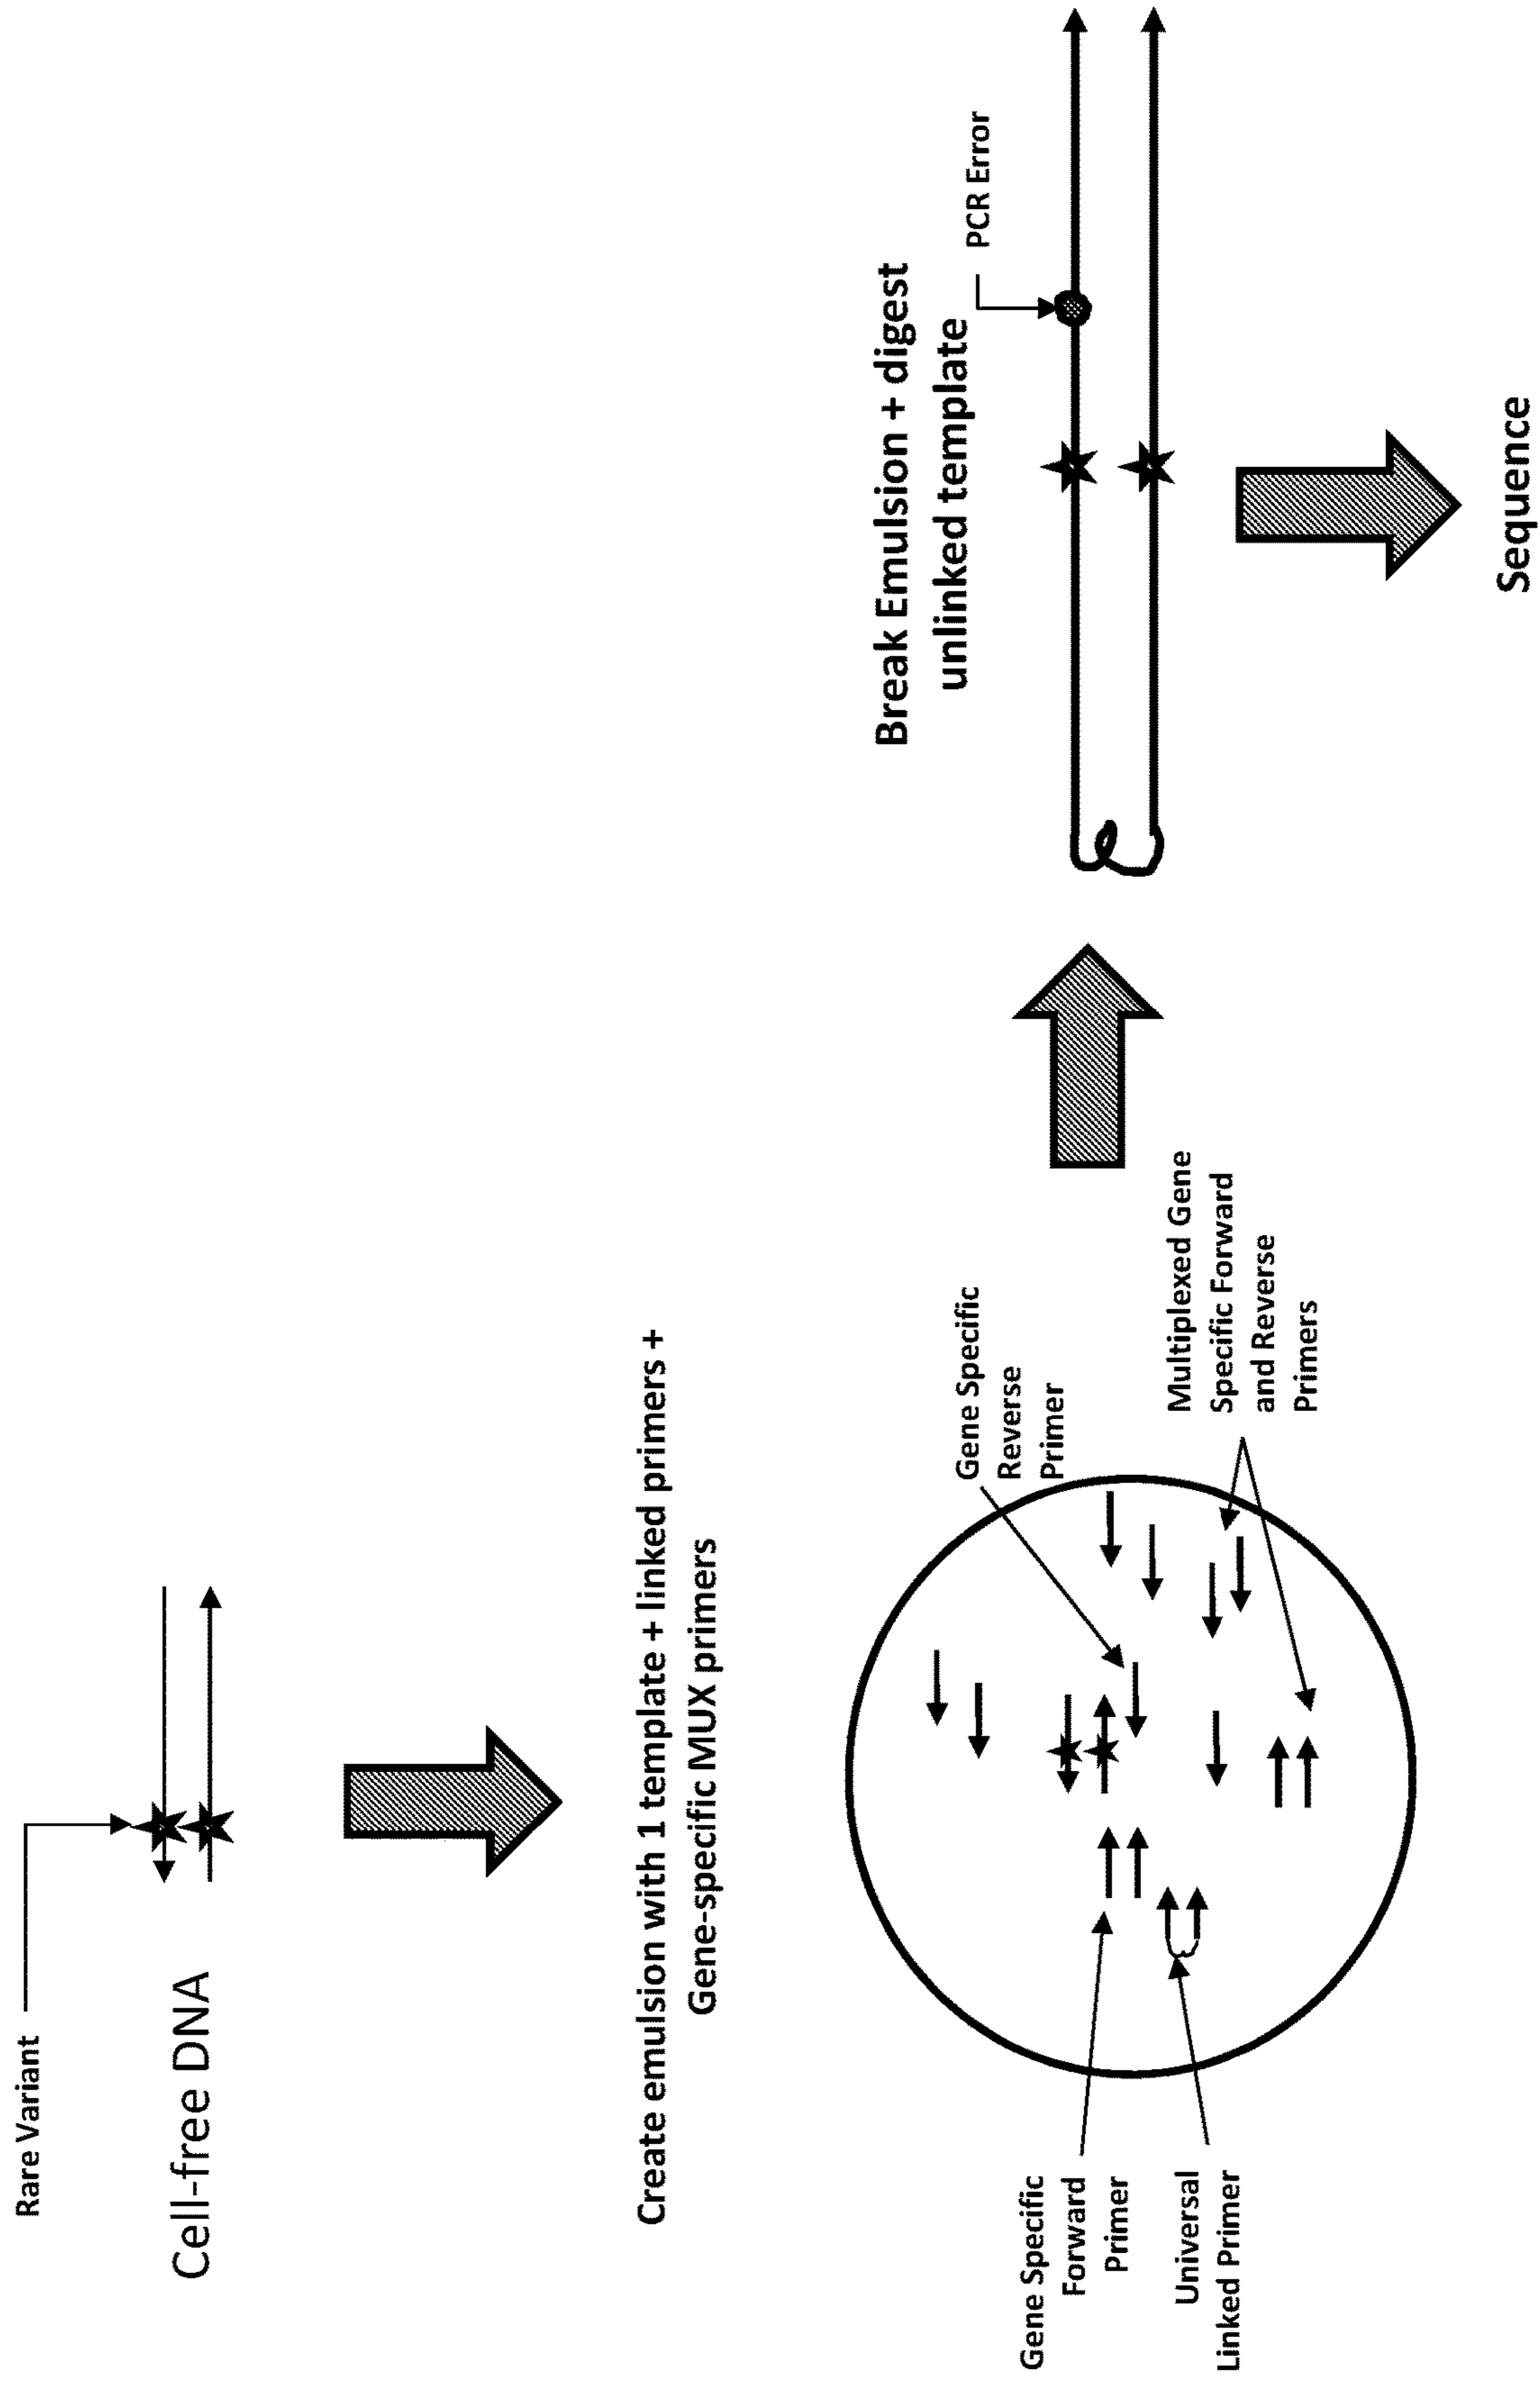 Rare Variant
Cell-free DNA
Create emulsion with 1 template + linked primers +
Gene-specific MUX primers
Gene Specific
Forward
Primer
Universal
Linked Primer
Gene Specific
Reverse
Primer
Multiplexed Gene
Specific Forward
and Reverse
Primers
Break Emulsion + digest
unlinked template
PCR Error
Sequence